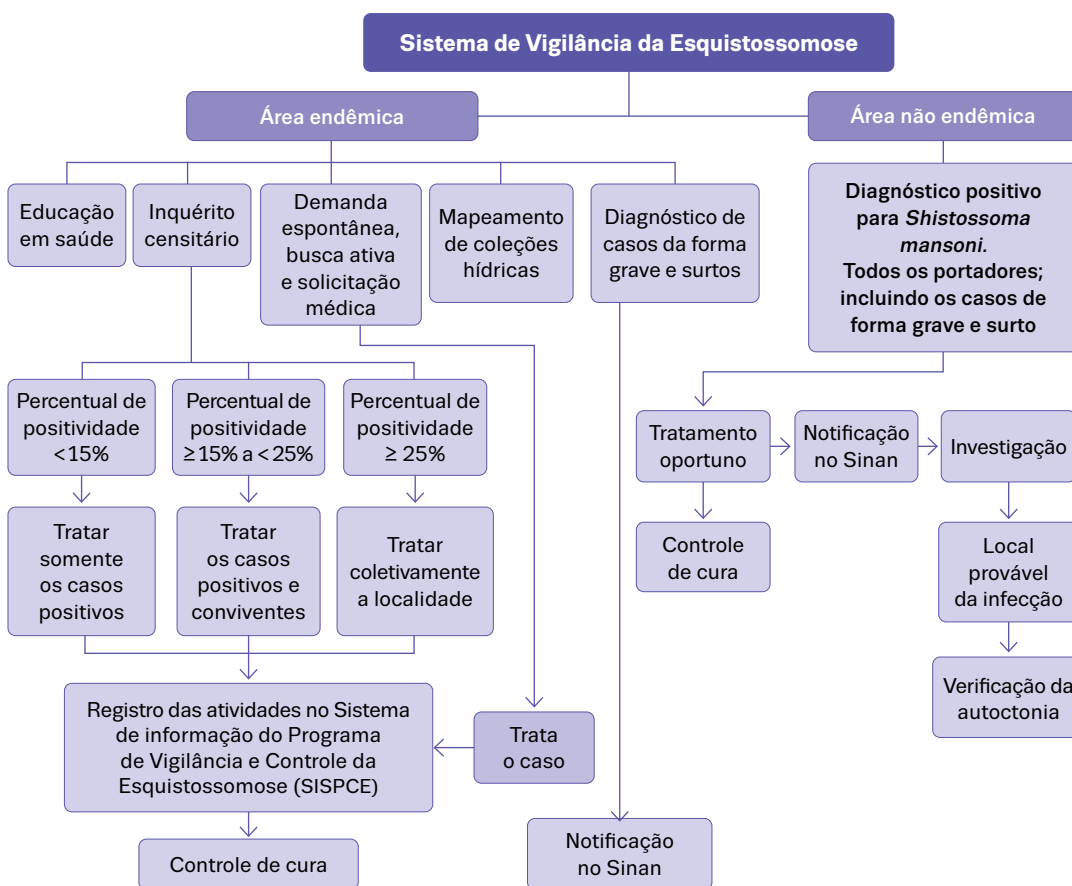 Sistema de Vigilância da Esquistossomose
Área endêmica
Área não endêmica
Educação
em saúde
Inquérito
censitário
Demanda
espontânea,
busca ativa
e solicitação
médica
Mapeamento
de coleções
hídricas
Diagnóstico de
casos da forma
grave e surtos
Diagnóstico positivo
para Shistossoma
mansoni.
Todos os portadores;
incluindo os casos de
forma grave e surto
Percentual de
positividade
<15%
Percentual de
positividade
≥15% a <25%
Percentual de
positividade
≥ 25%
Tratamento
oportuno
Notificação
no Sinan
Investigação
Tratar
somente
os casos
positivos
Tratar
os casos
positivos e
conviventes
Tratar
coletivamente
a localidade
Controle
de cura
Local
provável
da infecção
Verificação da
autoctonia
Registro das atividades no Sistema
de informação do Programa
de Vigilância e Controle da
Esquistossomose (SISPCE)
Trata
o caso
Controle de cura
Notificação
no Sinan